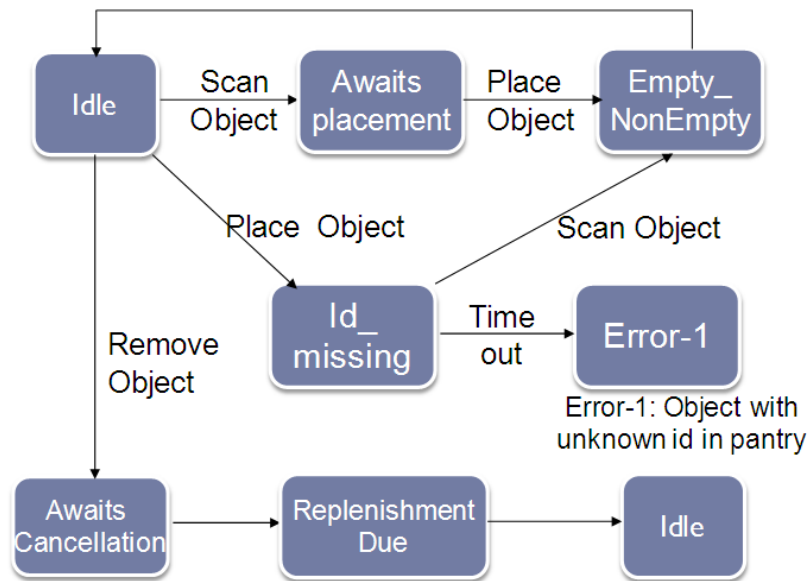 Idle
Scan
Object
Awaits
placement
Place
Object
Empty_
NonEmpty
Place Object
Scan Object
Remove
Object
Id_
missing
Time
out
Error-1
Error-1: Object with
unknown id in pantry
Awaits
Cancellation
Replenishment
Due
Idle